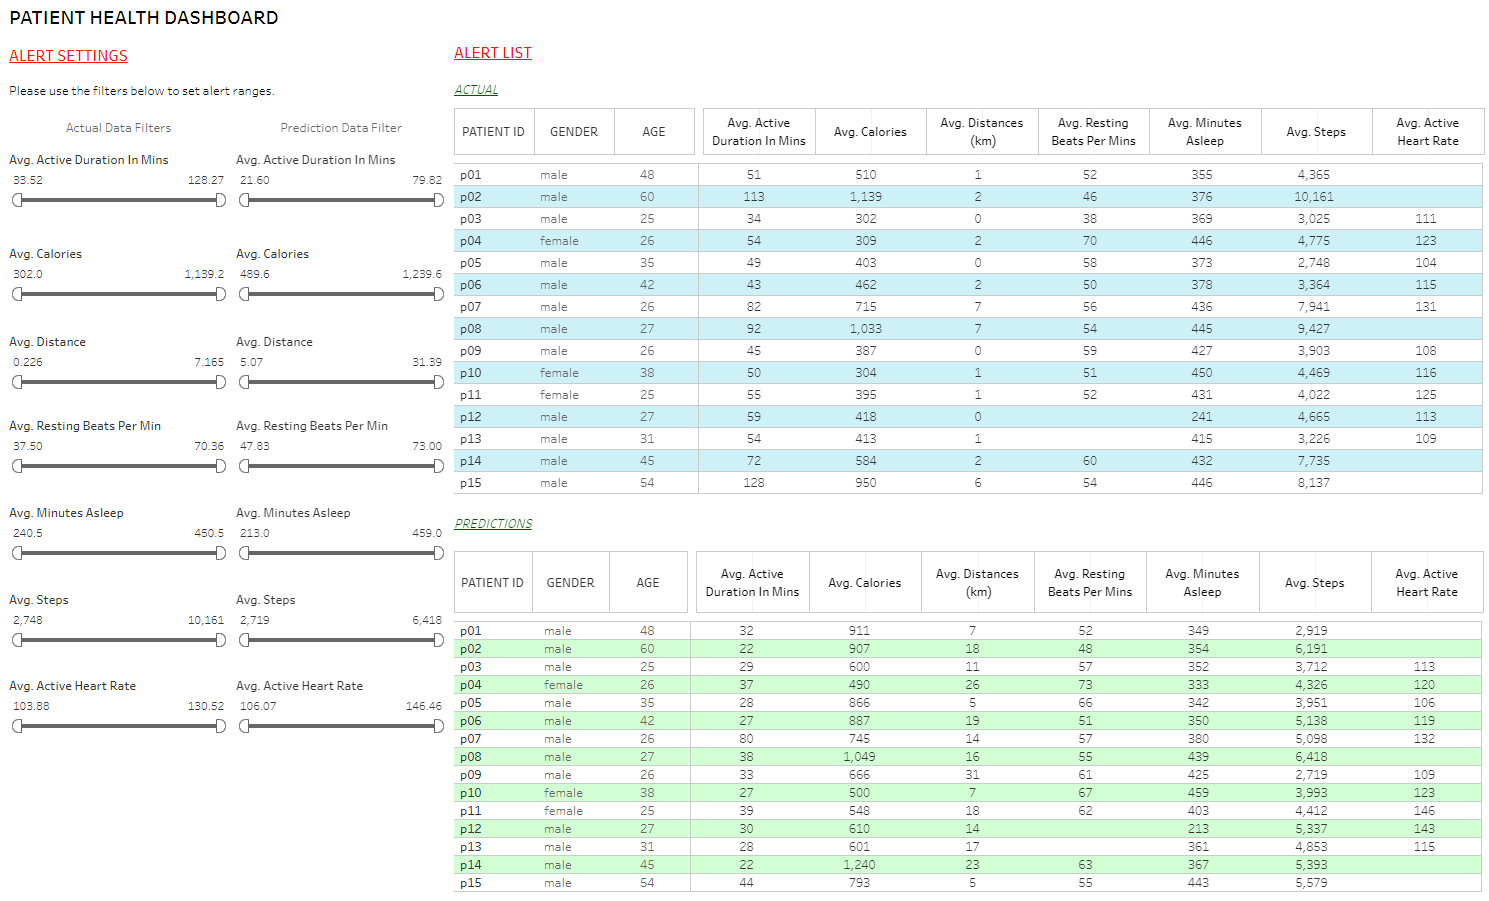 PATIENT HEALTH DASHBOARD
ALERT SETTINGS
Please use the filters below to set alert ranges.
Actual Data Filters Prediction Data Filter
Avg. Active Duration In Mins Avg. Active Duration In Mins
33.52 128.27 21.60 79.82
Avg. Calories Avg. Calories
302.0 1,139.2 489.6 1,239.6
Avg. Distance Avg. Distance
0.226 7.165 5.07 31.39
Avg. Resting Beats Per Min Avg. Resting Beats Per Min
37.50 70.36 47.83 73.00
Avg. Minutes Asleep Avg. Minutes Asleep
240.5 450.5 213.0 459.0
Avg. Steps Avg. Steps
2,748 10,161 2,719 6,418
Avg. Active Heart Rate Avg. Active Heart Rate
103.88 130.52 106.07 146.46
ALERT LIST
ACTUAL
PATIENT ID GENDER AGE Avg. Active Duration In Mins Avg. Calories Avg. Distances (km) Avg. Resting Beats Per Mins Avg. Minutes Asleep Avg. Steps Avg. Active Heart Rate
p01 male 48 51 510 1 52 355 4,365
p02 male 60 113 1,139 2 46 376 10,161
p03 male 25 34 302 0 38 369 3,025 111
p04 female 26 54 309 2 70 446 4,775 123
p05 male 35 49 403 0 58 373 2,748 104
p06 male 42 43 462 2 50 378 3,364 115
p07 male 26 82 715 7 56 436 7,941 131
p08 male 27 92 1,033 7 54 445 9,427
p09 male 26 45 387 0 59 427 3,903 108
p10 female 38 50 304 1 51 450 4,469 116
p11 female 25 55 395 1 52 431 4,022 125
p12 male 27 59 418 0 241 4,665 113
p13 male 31 54 413 1 415 3,226 109
p14 male 45 72 584 2 60 432 7,735
p15 male 54 128 950 6 54 446 8,137
PREDICTIONS
PATIENT ID GENDER AGE Avg. Active Duration In Mins Avg. Calories Avg. Distances (km) Avg. Resting Beats Per Mins Avg. Minutes Asleep Avg. Steps Avg. Active Heart Rate
p01 male 48 32 911 7 52 349 2,919
p02 male 60 22 907 18 48 354 6,191
p03 male 25 29 600 11 57 352 3,712 113
p04 female 26 37 490 26 73 333 4,326 120
p05 male 35 28 866 5 66 342 3,951 106
p06 male 42 27 887 19 51 350 5,138 119
p07 male 26 80 745 14 57 380 5,098 132
p08 male 27 38 1,049 16 55 439 6,418
p09 male 26 33 666 31 61 425 2,719 109
p10 female 38 27 500 7 67 459 3,993 123
p11 female 25 39 548 18 62 403 4,412 146
p12 male 27 30 610 14 213 5,337 143
p13 male 31 28 601 17 361 4,853 115
p14 male 45 22 1,240 23 63 367 5,393
p15 male 54 44 793 5 55 443 5,579